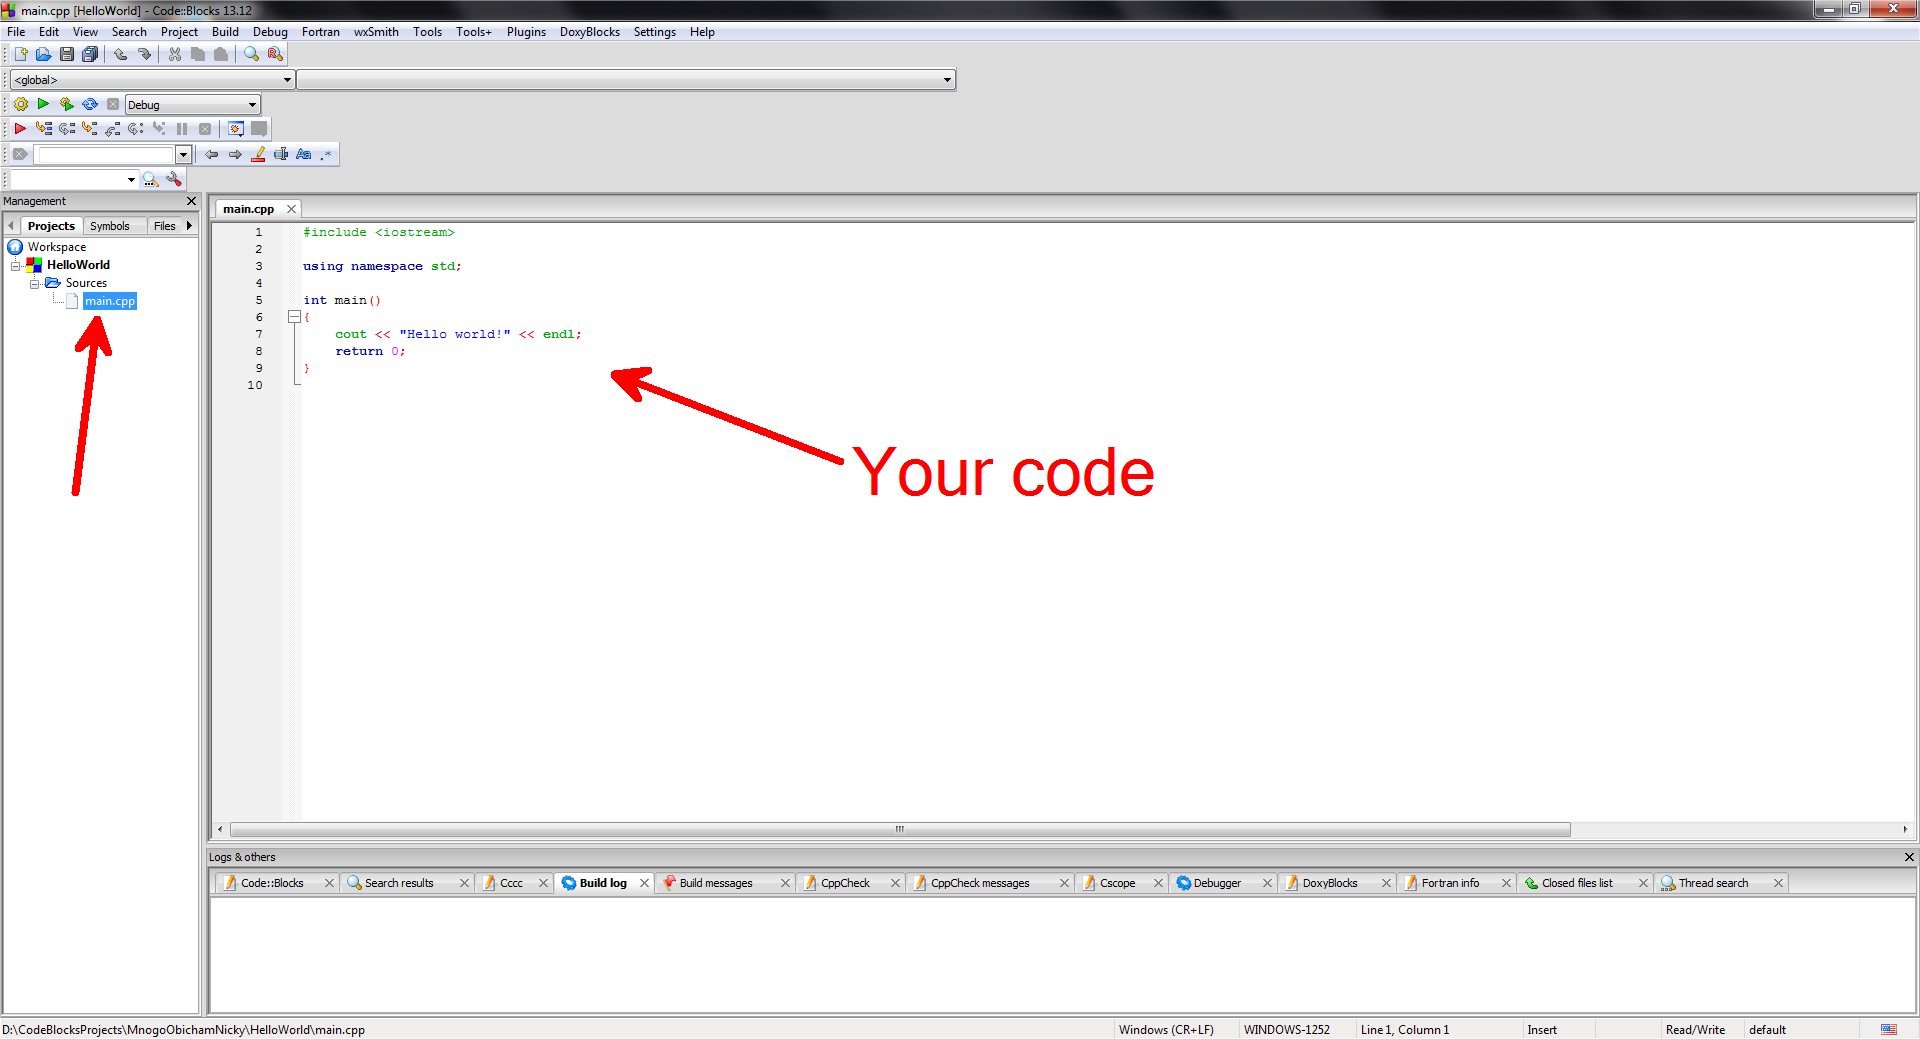 main.cpp [HelloWorld] - Code::Blocks 13.12
File Edit View Search Project Build Debug Fortran wxSmith Tools Tools+ Plugins DoxyBlocks Settings Help
<global>
Debug
Management
Projects Symbols Files
Workspace
HelloWorld
Sources
main.cpp
main.cpp
1 #include <iostream>
2
3 using namespace std;
4
5 int main()
6 {
7 cout << "Hello world!" << endl;
8 return 0;
9 }
10
Your code
Logs & others
Code::Blocks Search results Cccc Build log Build messages CppCheck CppCheck messages Cscope Debugger DoxyBlocks Fortran info Closed files list Thread search
D:\CodeBlocksProjects\MnogoObichamNicky\HelloWorld\main.cpp Windows (CR+LF) WINDOWS-1252 Line 1, Column 1 Insert Read/Write default